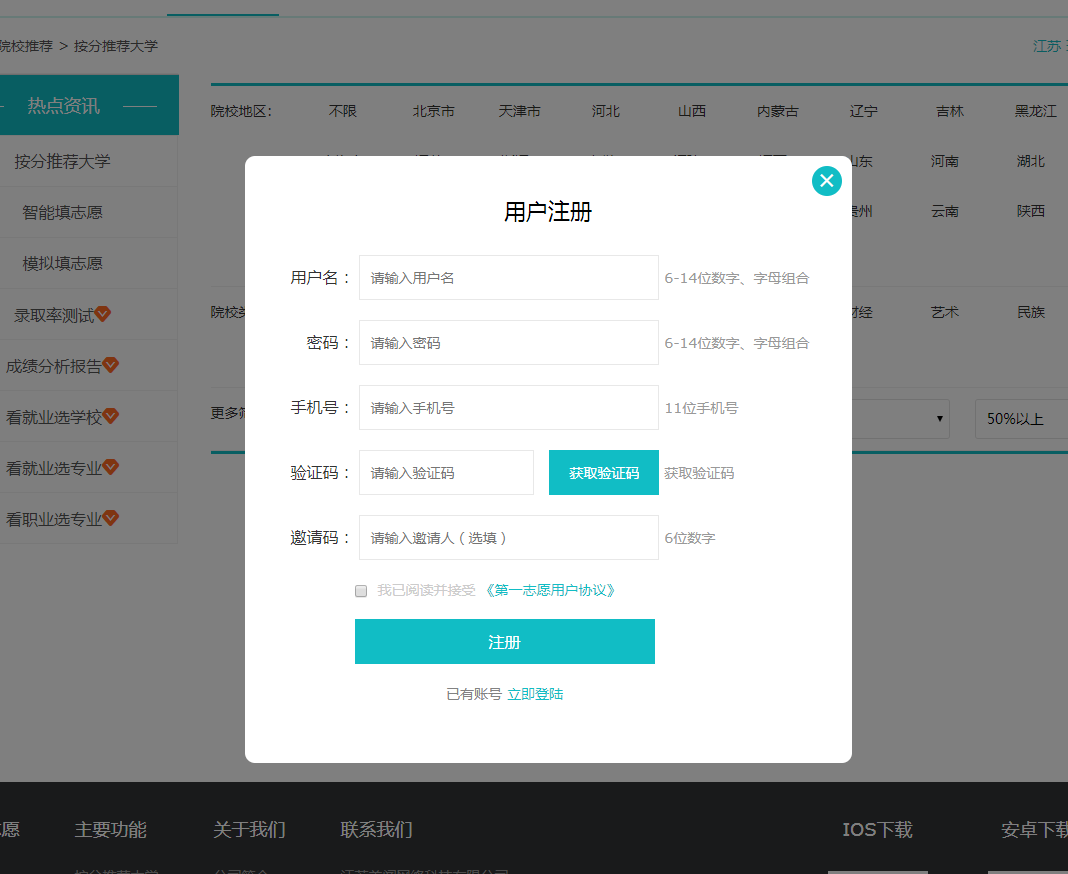 院校推荐 > 按分推荐大学
江苏
热点资讯
院校地区: 不限 北京市 天津市 河北 山西 内蒙古 辽宁 吉林 黑龙江
按分推荐大学
山东 河南 湖北
智能填志愿
贵州 云南 陕西
模拟填志愿
录取率测试
院校类
财经 艺术 民族
成绩分析报告
看就业选学校
更多筛
50%以上
看就业选专业
看职业选专业
用户注册
用户名： 请输入用户名 6-14位数字、字母组合
密码： 请输入密码 6-14位数字、字母组合
手机号： 请输入手机号 11位手机号
验证码： 请输入验证码 获取验证码 获取验证码
邀请码： 请输入邀请人（选填） 6位数字
我已阅读并接受 《第一志愿用户协议》
注册
已有账号 立即登陆
愿 主要功能 关于我们 联系我们 IOS下载 安卓下载
按分推荐大学 公司简介